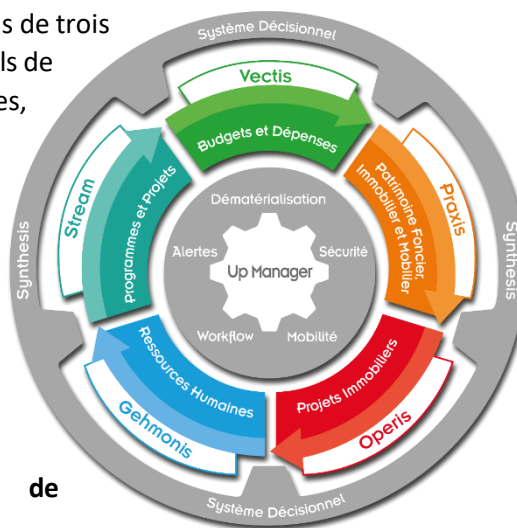 s de trois
ls de
es,
Système Décisionnel
Vectis
Budgets et Dépenses
Stream
Programmes et Projets
Patrimoine Foncier,
Immobilier et Mobilier
Praxis
Synthesis
Synthesis
Dématérialisation
Alertes
Sécurité
Up Manager
Workflow
Mobilité
Ressources Humaines
Gehmonis
Projets Immobiliers
Operis
de
Système Décisionnel